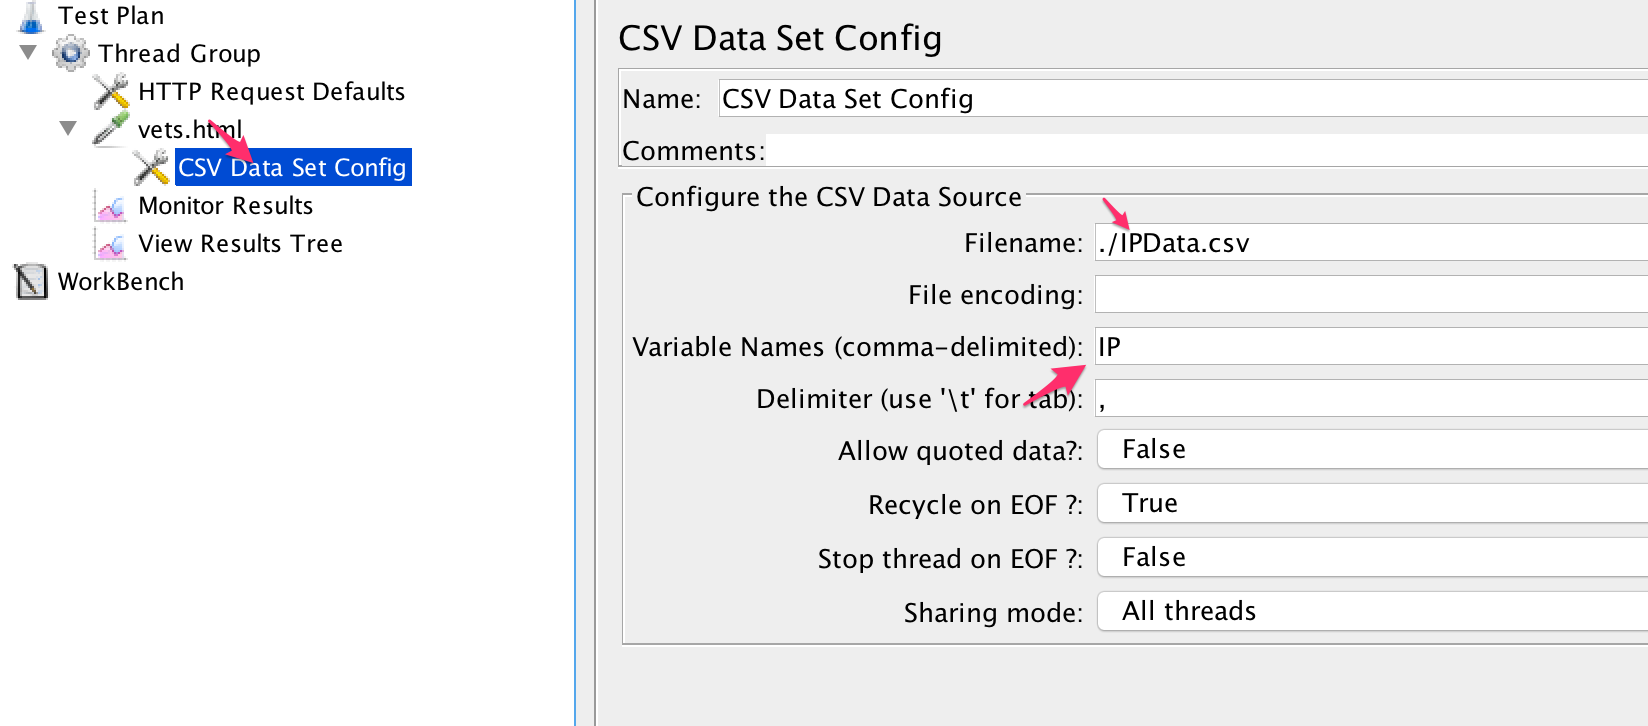 Test Plan
Thread Group
HTTP Request Defaults
vets.html
CSV Data Set Config
Monitor Results
View Results Tree
WorkBench
CSV Data Set Config
Name: CSV Data Set Config
Comments:
Configure the CSV Data Source
Filename: ./IPData.csv
File encoding:
Variable Names (comma-delimited): IP
Delimiter (use '\t' for tab): ,
Allow quoted data?: False
Recycle on EOF ?: True
Stop thread on EOF ?: False
Sharing mode: All threads